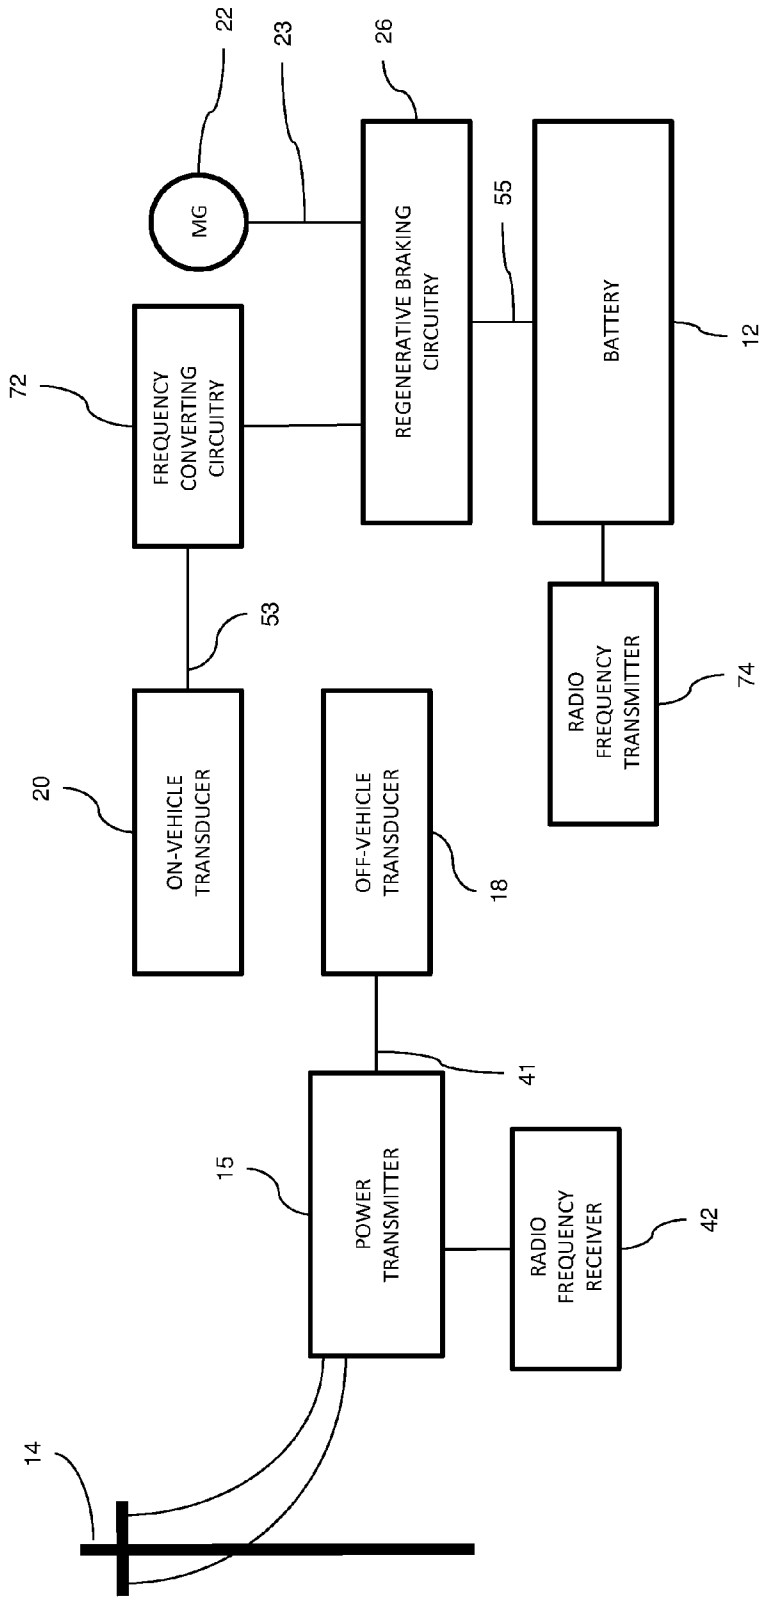 14
15
POWER
TRANSMITTER
41
RADIO
FREQUENCY
RECEIVER
42
20
ON-VEHICLE
TRANSDUCER
OFF-VEHICLE
TRANSDUCER
18
53
72
FREQUENCY
CONVERTING
CIRCUITRY
22
MG
23
26
REGENERATIVE BRAKING
CIRCUITRY
55
BATTERY
12
RADIO
FREQUENCY
TRANSMITTER
74